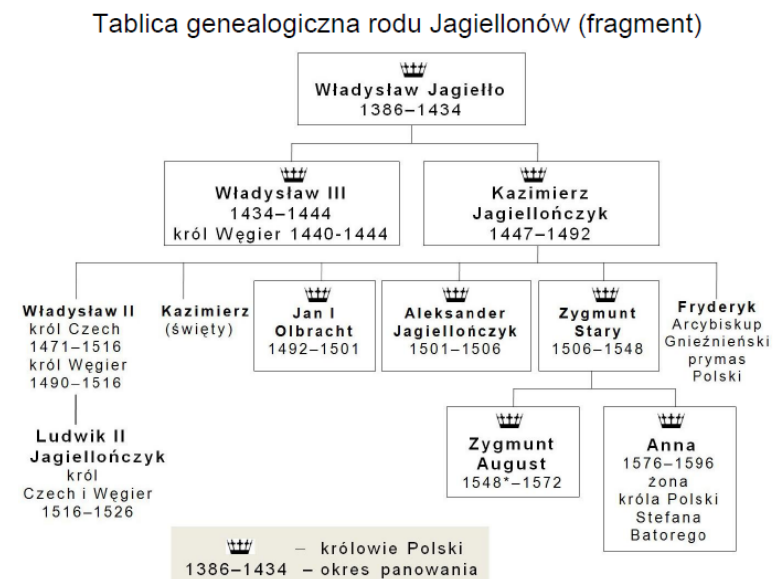 Tablica genealogiczna rodu Jagiellonów (fragment)
Władysław Jagiełło
1386–1434
Władysław III
1434–1444
król Węgier 1440-1444
Kazimierz
Jagiellończyk
1447–1492
Władysław II
król Czech
1471–1516
król Węgier
1490–1516
Kazimierz
(święty)
Jan I
Olbracht
1492–1501
Aleksander
Jagiellończyk
1501–1506
Zygmunt
Stary
1506–1548
Fryderyk
Arcybiskup
Gnieźnieński
prymas
Polski
Ludwik II
Jagiellończyk
król
Czech i Węgier
1516–1526
Zygmunt
August
1548*–1572
Anna
1576–1596
żona
króla Polski
Stefana
Batorego
– królowie Polski
1386–1434 – okres panowania